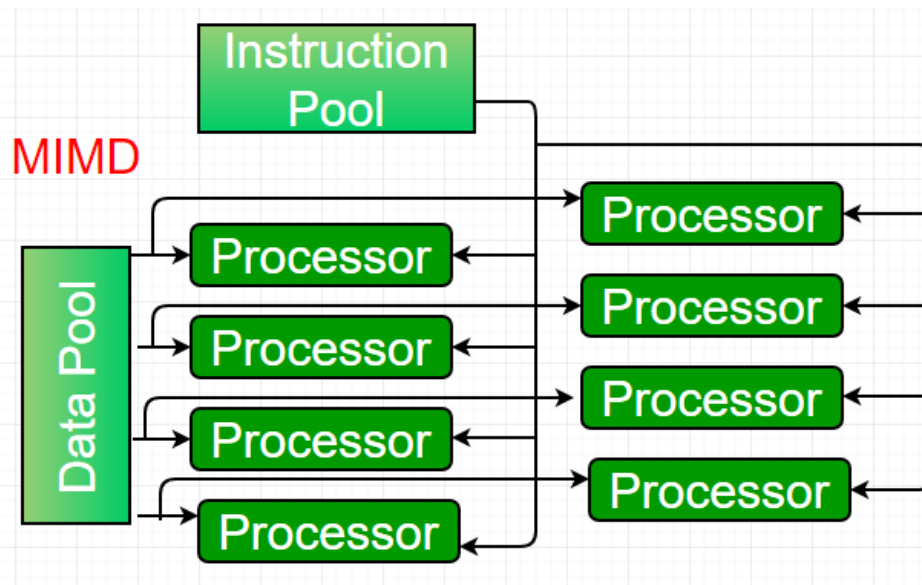 Instruction
Pool
MIMD
Processor
Processor
Data Pool
Processor
Processor
Processor
Processor
Processor
Processor